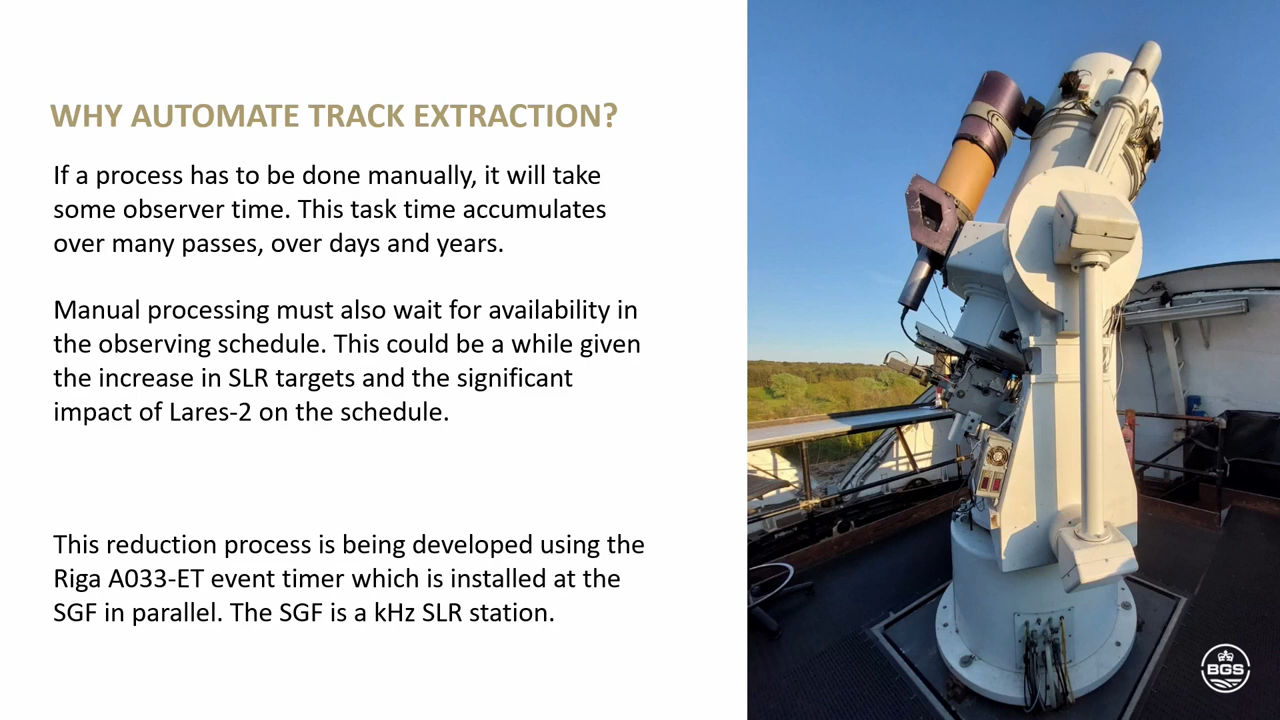 WHY AUTOMATE TRACK EXTRACTION?
If a process has to be done manually, it will take
some observer time. This task time accumulates
over many passes, over days and years.
Manual processing must also wait for availability in
the observing schedule. This could be a while given
the increase in SLR targets and the significant
impact of Lares-2 on the schedule.
This reduction process is being developed using the
Riga A033-ET event timer which is installed at the
SGF in parallel. The SGF is a kHz SLR station.
BGS